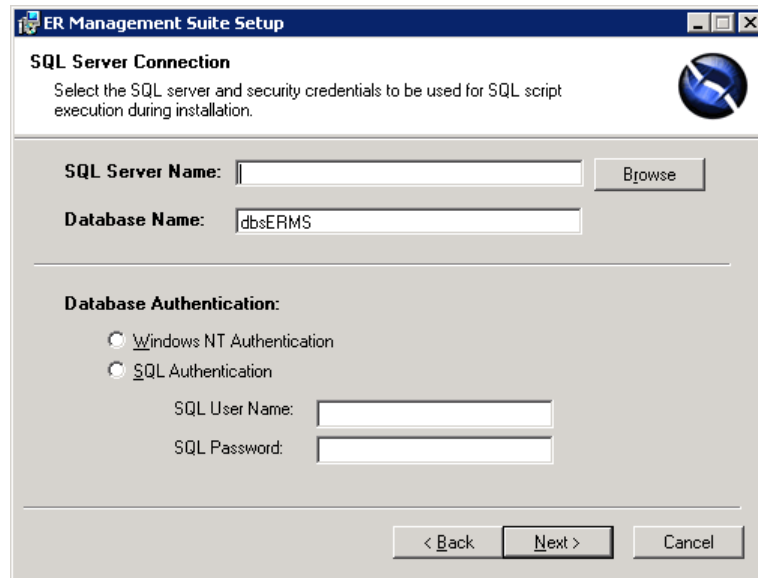 ER Management Suite Setup
SQL Server Connection
Select the SQL server and security credentials to be used for SQL script
execution during installation.
SQL Server Name:
Browse
Database Name:
dbsERMS
Database Authentication:
Windows NT Authentication
SQL Authentication
SQL User Name:
SQL Password:
< Back
Next >
Cancel